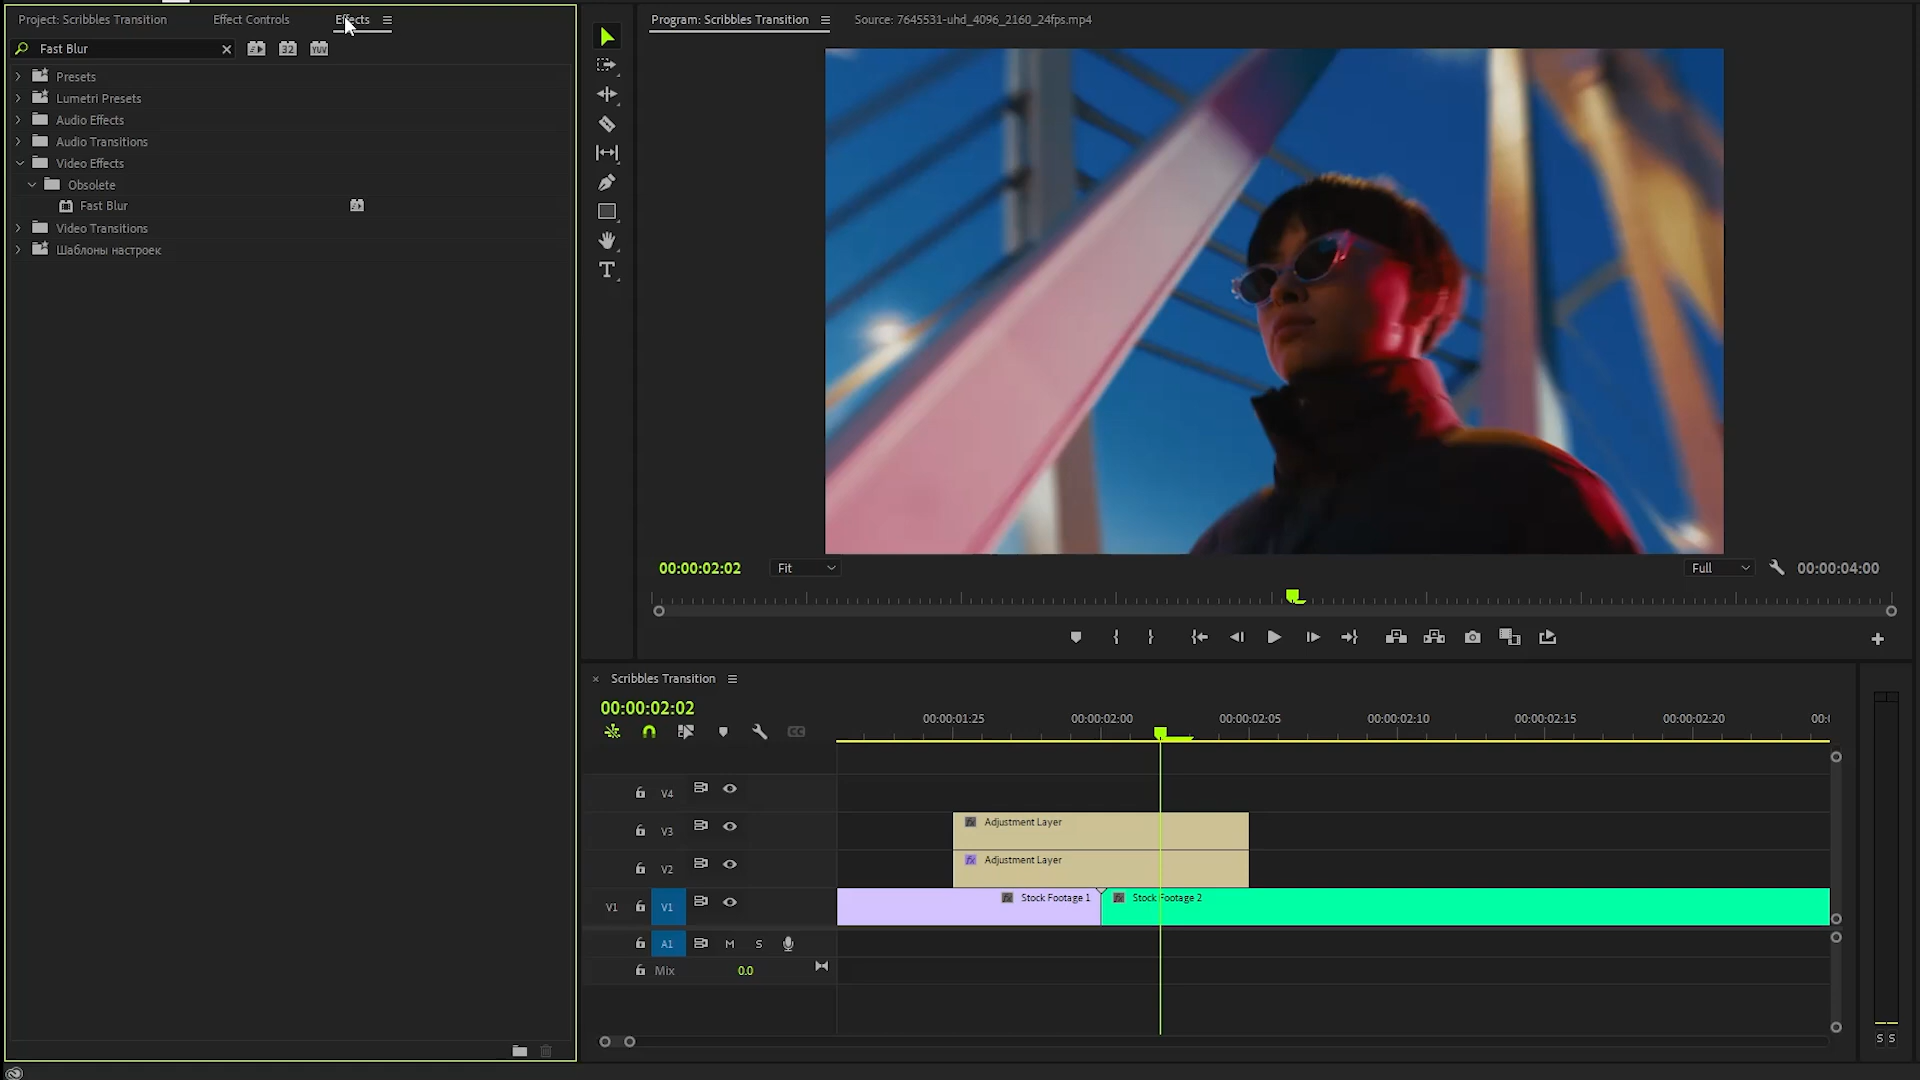 Project: Scribbles Transition
Effect Controls
Effects
Program: Scribbles Transition
Source: 7645531-uhd_4096_2160_24fps.mp4
Fast Blur
32
YUV
Presets
Lumetri Presets
Audio Effects
Audio Transitions
Video Effects
Obsolete
Fast Blur
Video Transitions
Шаблоны настроек
T
00:00:02:02
Fit
Full
00:00:04:00
Scribbles Transition
00:00:02:02
00:00:01:25
00:00:02:00
00:00:02:05
00:00:02:10
00:00:02:15
00:00:02:20
CC
V4
V3
Adjustment Layer
V2
Adjustment Layer
V1
V1
Stock Footage 1
Stock Footage 2
A1
M
S
Mix
0.0
S S